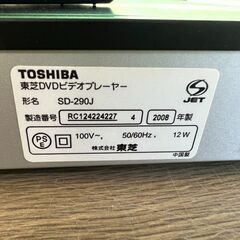 TOSHIBA
東芝DVDビデオプレーヤー
形名 SD-290J
S JET
製造番号 RC124224227 4 2008 年製
PS E 100V~, 50/60Hz, 12W
株式会社 東芝
中国製